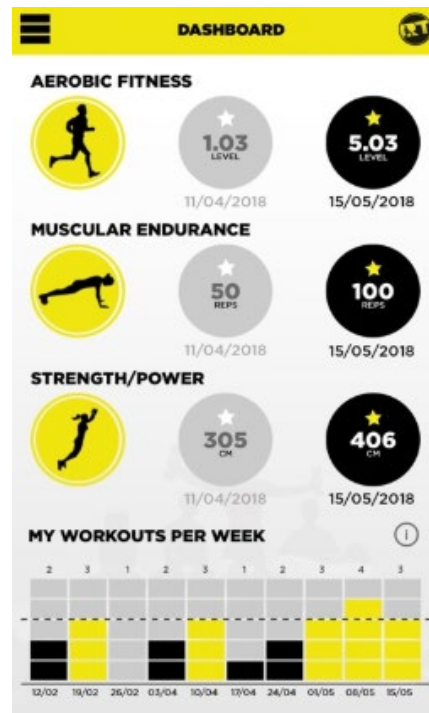 DASHBOARD
AEROBIC FITNESS
1.03
LEVEL
5.03
LEVEL
11/04/2018
15/05/2018
MUSCULAR ENDURANCE
50
REPS
100
REPS
11/04/2018
15/05/2018
STRENGTH/POWER
305
CM
406
CM
11/04/2018
15/05/2018
MY WORKOUTS PER WEEK i
2 3 1 2 3 1 2 3 4 3
12/02 19/02 26/02 03/04 10/04 17/04 24/04 01/05 08/05 15/05